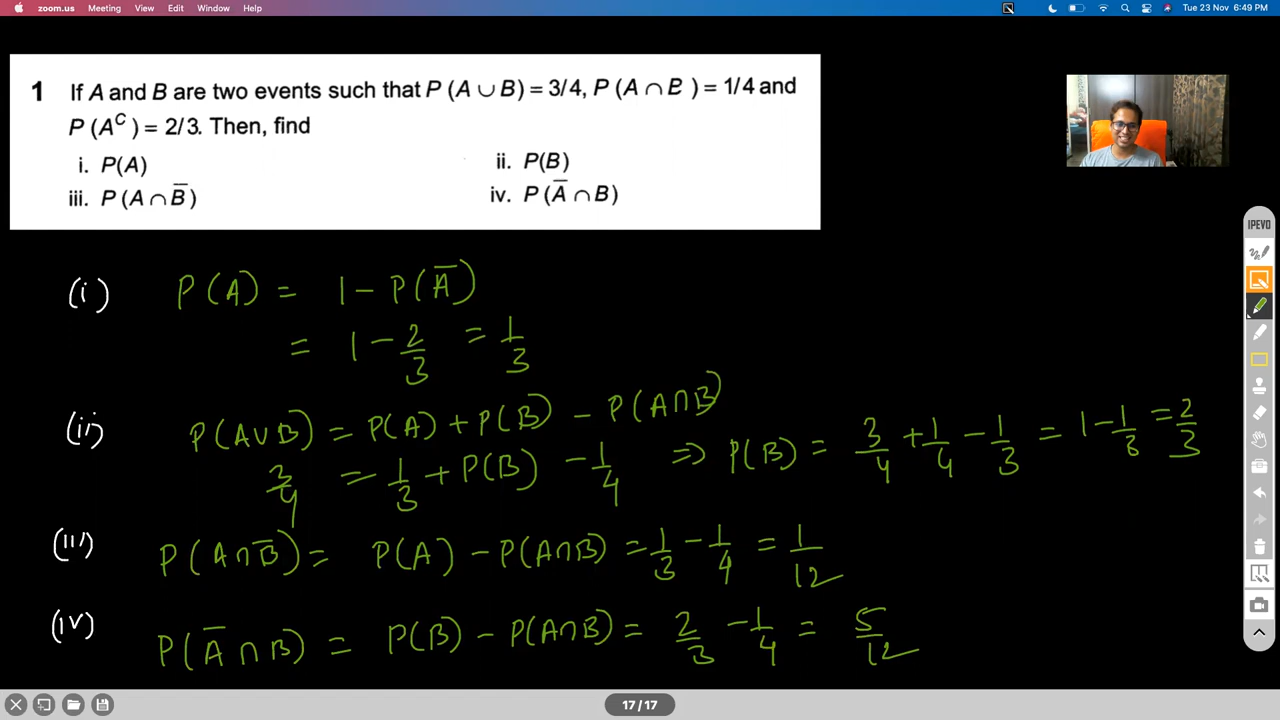 zoom.us Meeting View Edit Window Help Tue 23 Nov 6:49 PM
1 If A and B are two events such that P (A ∪ B) = 3/4, P (A ∩ B ) = 1/4 and
P (A^C ) = 2/3. Then, find
i. P(A) ii. P(B)
iii. P (A ∩ B̅) iv. P (A̅ ∩ B)
IPEVO
(i) P(A) = 1 - P(A̅)
= 1 - 2/3 = 1/3
(ii) P(A∪B) = P(A) + P(B) - P(A∩B)
3/4 = 1/3 + P(B) - 1/4 ⇒ P(B) = 3/4 + 1/4 - 1/3 = 1 - 1/3 = 2/3
(iii) P(A∩B̅) = P(A) - P(A∩B) = 1/3 - 1/4 = 1/12
(iv) P(A̅∩B) = P(B) - P(A∩B) = 2/3 - 1/4 = 5/12
17 / 17